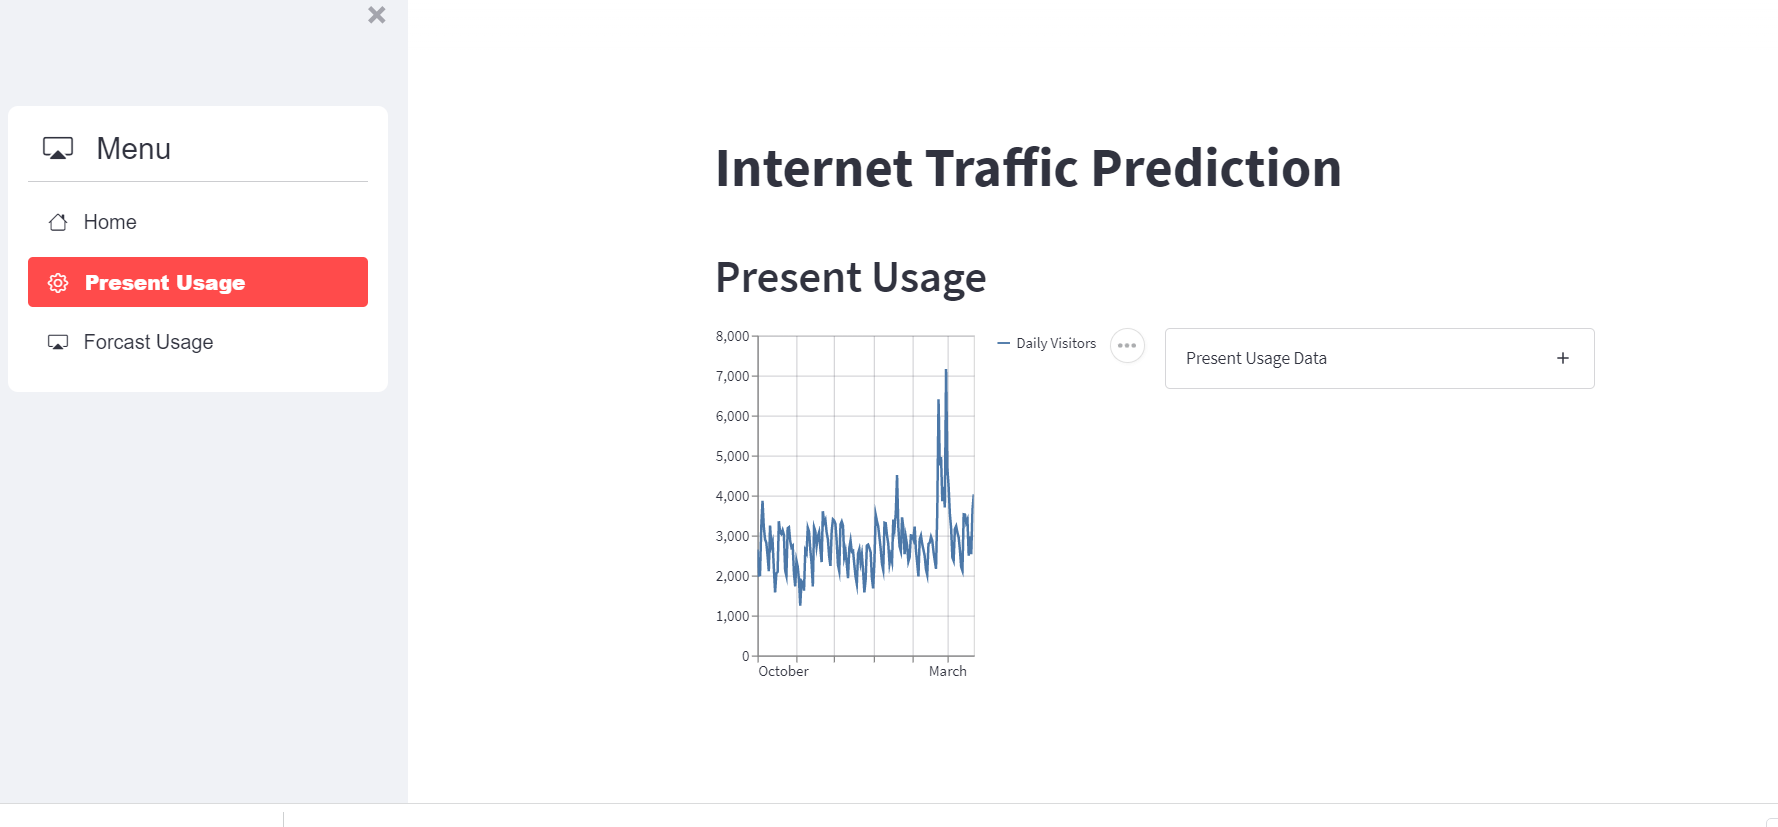 Menu
Home
Present Usage
Forcast Usage
Internet Traffic Prediction
Present Usage
8,000
7,000
6,000
5,000
4,000
3,000
2,000
1,000
0
October
March
Daily Visitors
Present Usage Data